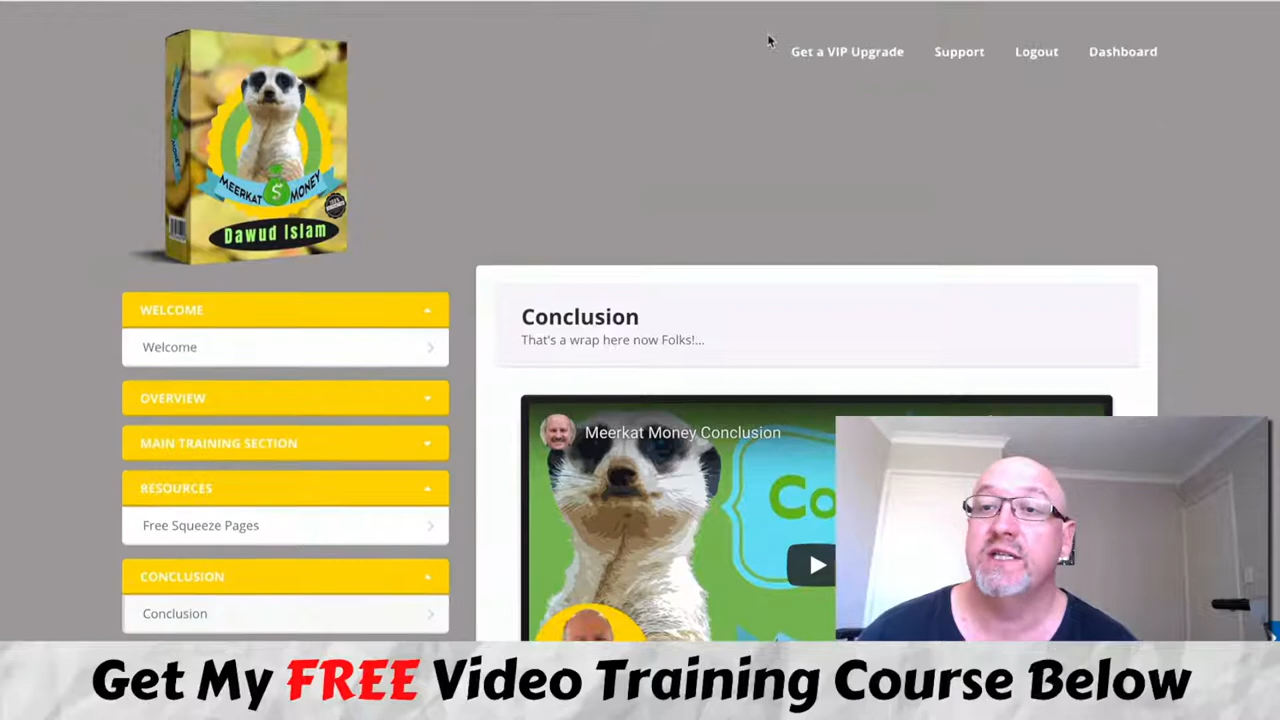 Get a VIP Upgrade Support Logout Dashboard
MEERKAT $ MONEY
Dawud Islam
WELCOME
Welcome
OVERVIEW
MAIN TRAINING SECTION
RESOURCES
Free Squeeze Pages
CONCLUSION
Conclusion
Conclusion
That's a wrap here now Folks!...
Meerkat Money Conclusion
Co
Get My FREE Video Training Course Below